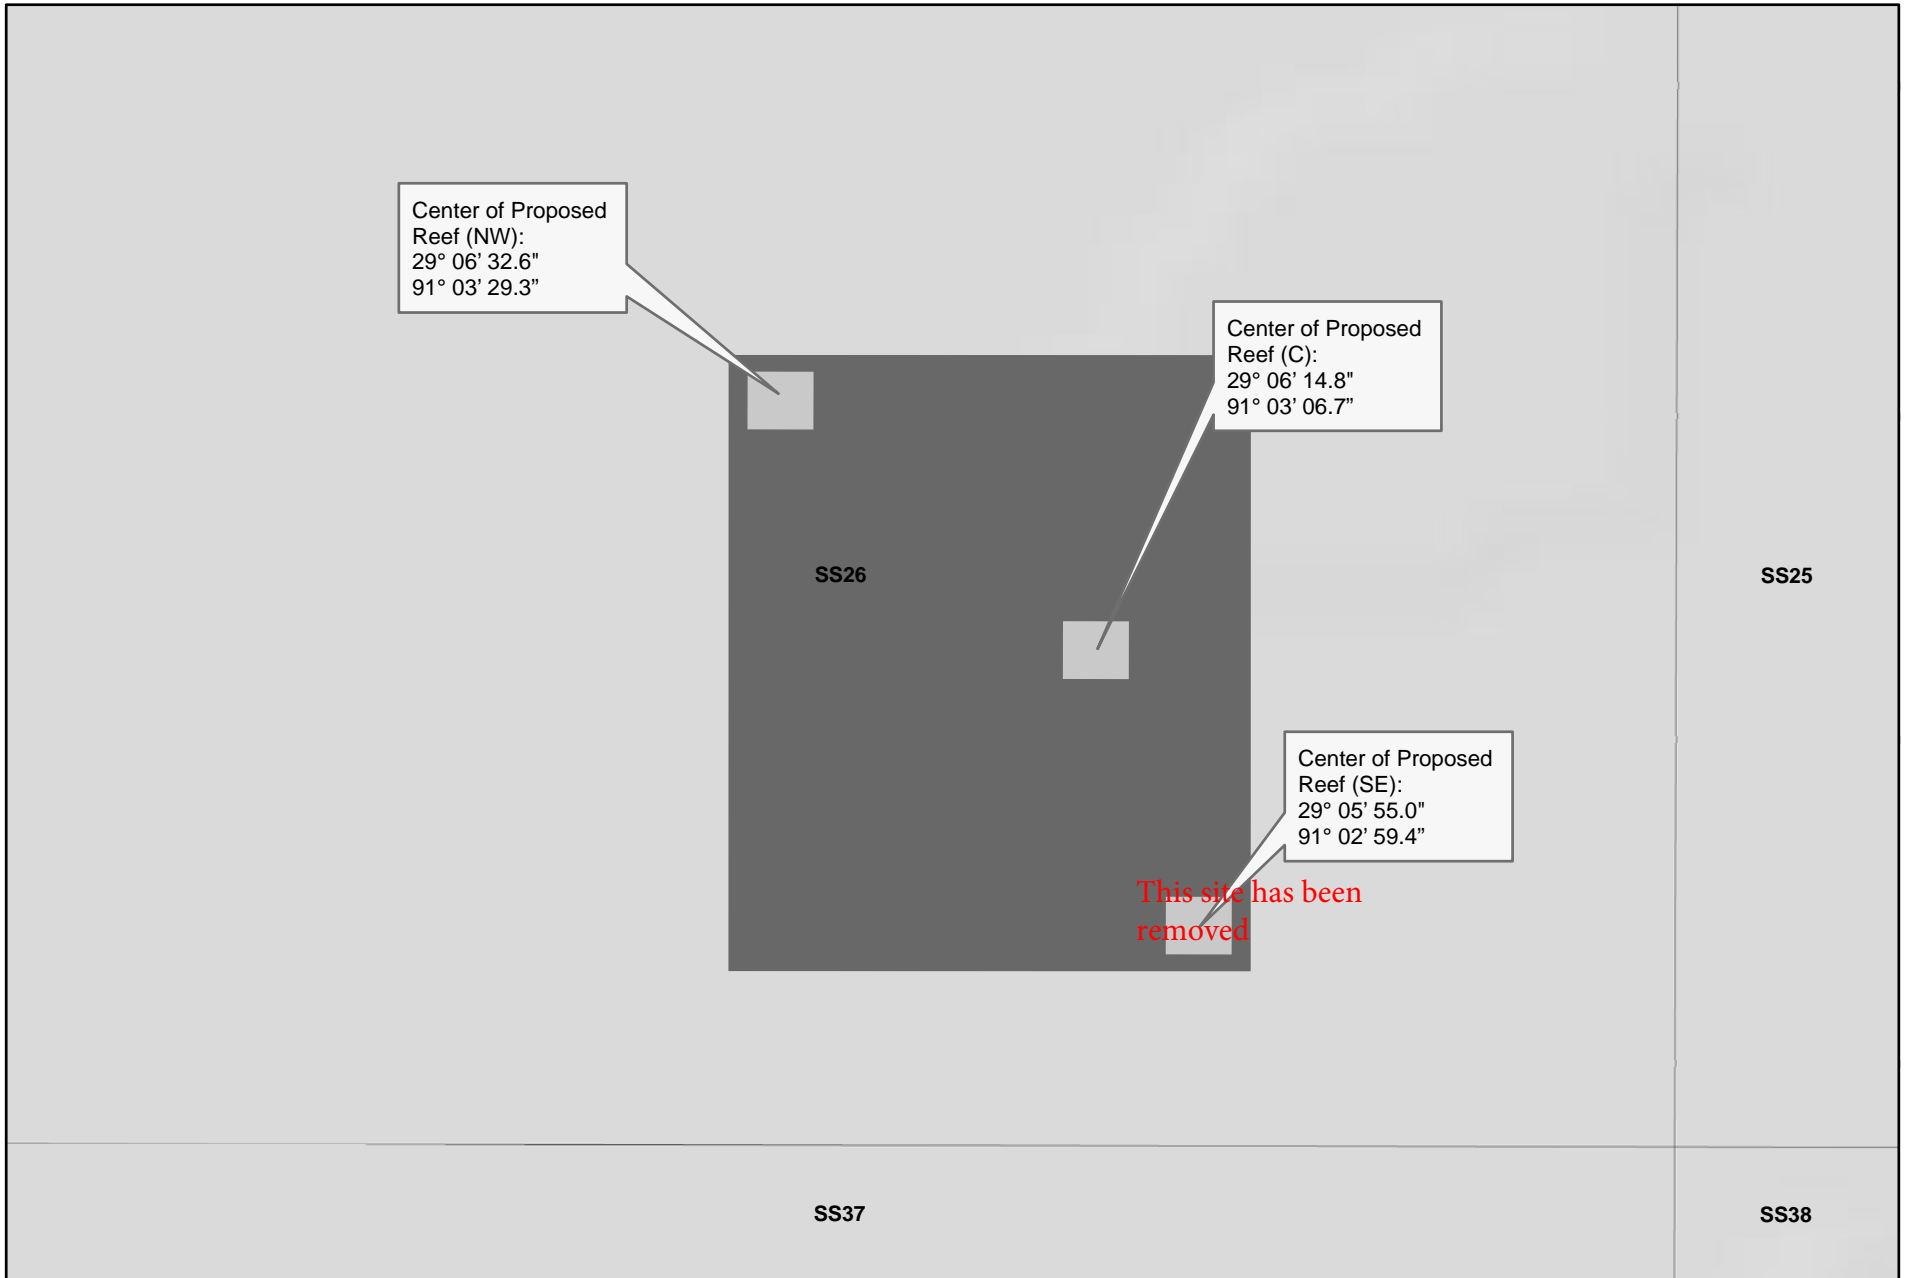 Center of Proposed
Reef (NW):
29° 06’ 32.6"
91° 03’ 29.3”
Center of Proposed
Reef (C):
29° 06’ 14.8"
91° 03’ 06.7”
SS26
SS25
Center of Proposed
Reef (SE):
29° 05’ 55.0"
91° 02’ 59.4”
This site has been
removed
SS37
SS38